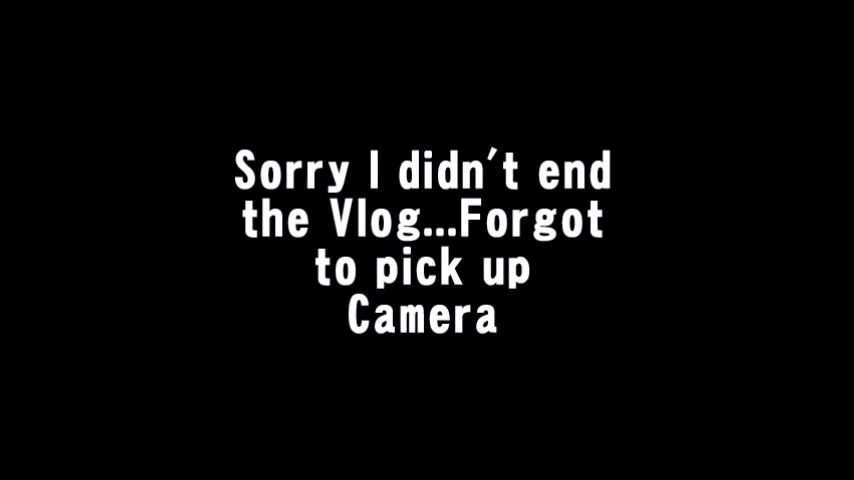 Sorry I didn't end
the Vlog...Forgot
to pick up
Camera